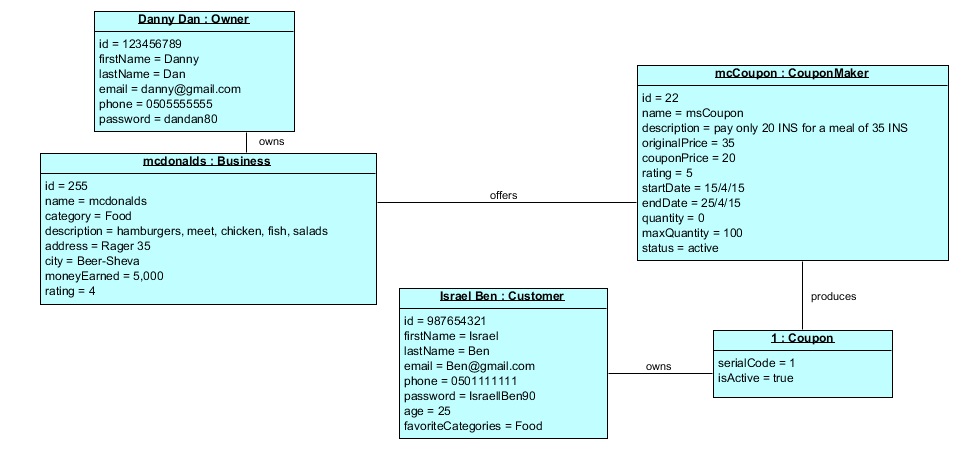 Danny Dan : Owner
id = 123456789
firstName = Danny
lastName = Dan
email = danny@gmail.com
phone = 0505555555
password = dandan80
owns
mcdonalds : Business
id = 255
name = mcdonalds
category = Food
description = hamburgers, meet, chicken, fish, salads
address = Rager 35
city = Beer-Sheva
moneyEarned = 5,000
rating = 4
offers
mcCoupon : CouponMaker
id = 22
name = msCoupon
description = pay only 20 INS for a meal of 35 INS
originalPrice = 35
couponPrice = 20
rating = 5
startDate = 15/4/15
endDate = 25/4/15
quantity = 0
maxQuantity = 100
status = active
produces
Israel Ben : Customer
id = 987654321
firstName = Israel
lastName = Ben
email = Ben@gmail.com
phone = 0501111111
password = IsraellBen90
age = 25
favoriteCategories = Food
owns
1 : Coupon
serialCode = 1
isActive = true